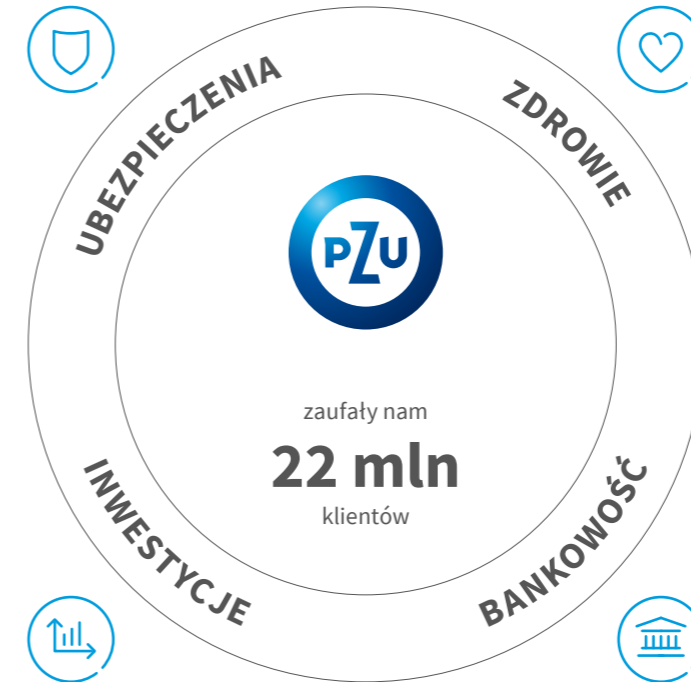 UBEZPIECZENIA
ZDROWIE
PZU
zaufały nam
22 mln
klientów
INWESTYCJE
BANKOWOŚĆ